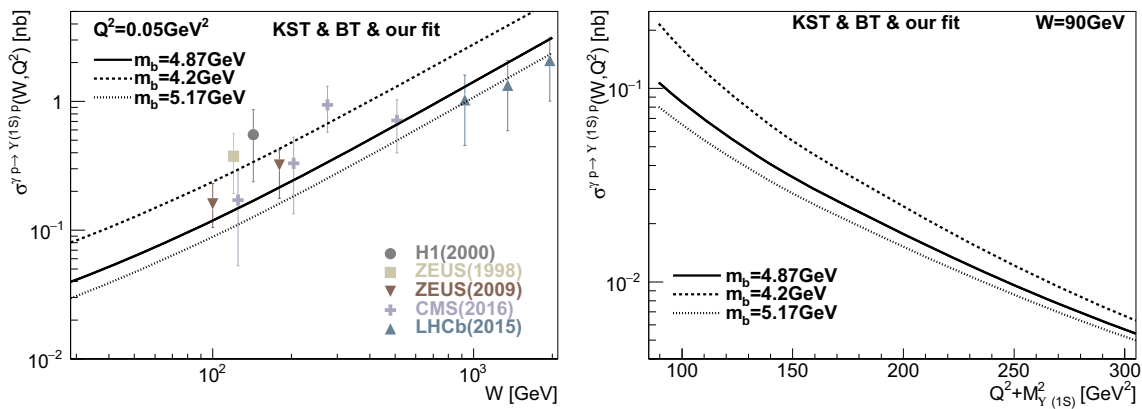 Q²=0.05GeV²
KST & BT & our fit
m_b=4.87GeV
m_b=4.2GeV
m_b=5.17GeV
σ^{γ p→ Υ (1S) p}(W,Q²) [nb]
1
10⁻¹
10⁻²
H1(2000)
ZEUS(1998)
ZEUS(2009)
CMS(2016)
LHCb(2015)
10²
10³
W [GeV]
KST & BT & our fit
W=90GeV
σ^{γ p→ Υ (1S) p}(W,Q²) [nb]
10⁻¹
10⁻²
m_b=4.87GeV
m_b=4.2GeV
m_b=5.17GeV
100
150
200
250
300
Q²+M²_{Υ (1S)} [GeV²]